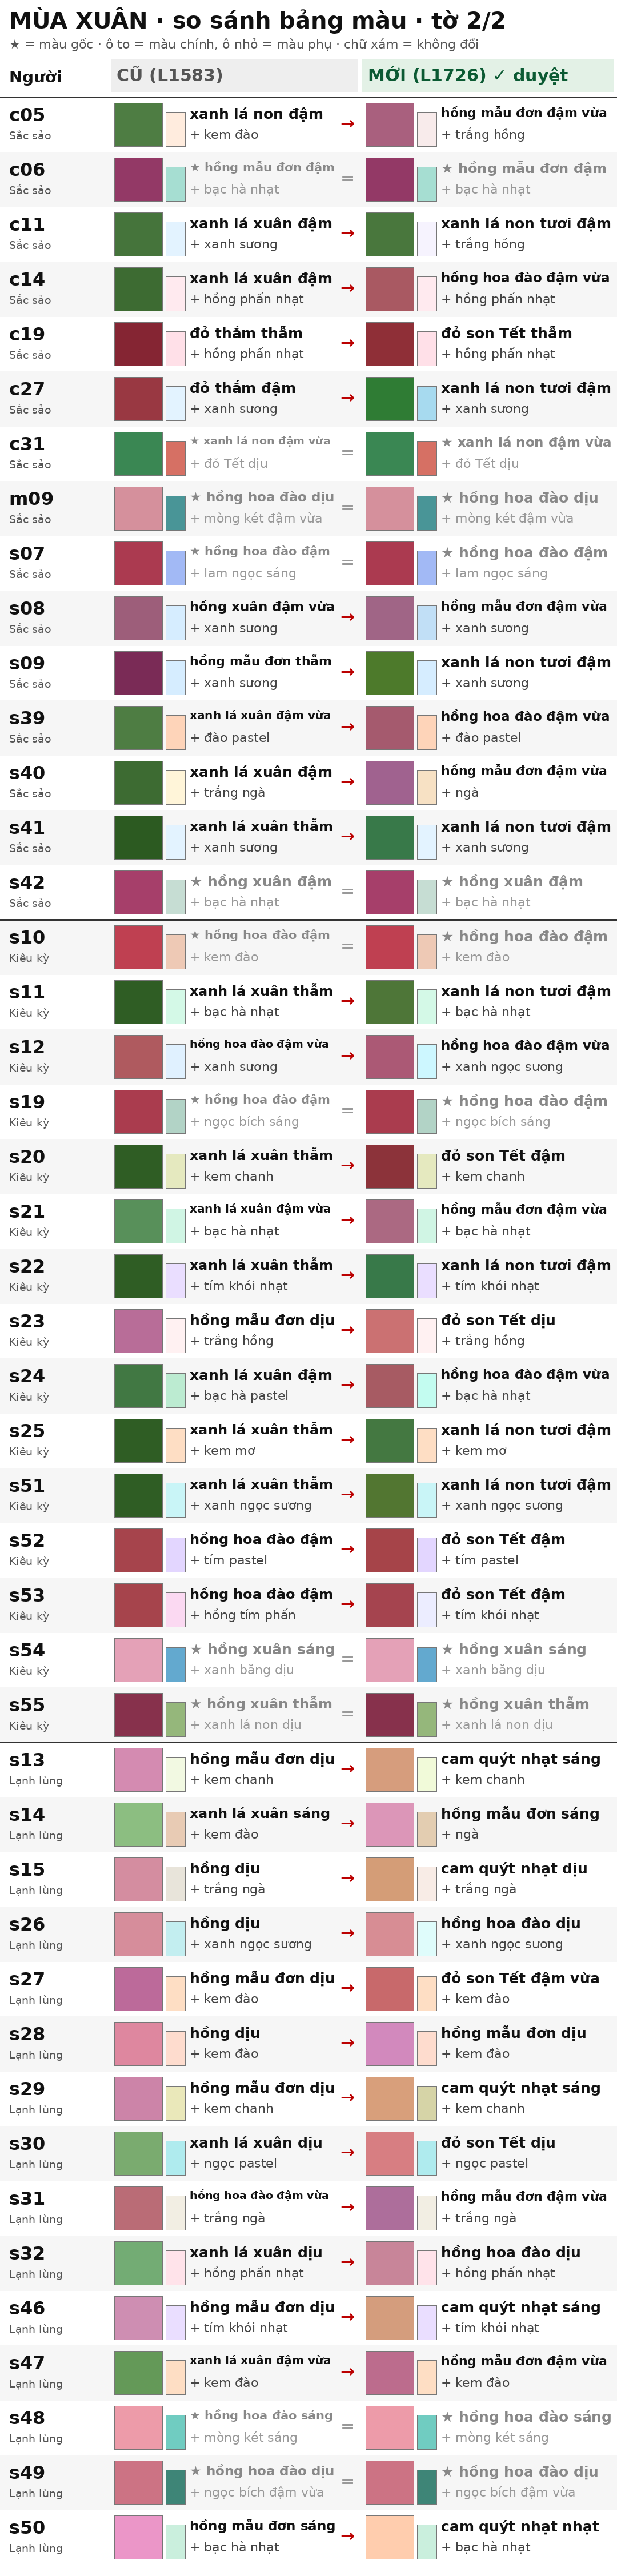 MÙA XUÂN · so sánh bảng màu · tờ 2/2
★ = màu gốc · ô to = màu chính, ô nhỏ = màu phụ · chữ xám = không đổi
Người CŨ (L1583) MỚI (L1726) ✓ duyệt
c05 xanh lá non đậm → hồng mẫu đơn đậm vừa
Sắc sảo + kem đào + trắng hồng
c06 ★ hồng mẫu đơn đậm = ★ hồng mẫu đơn đậm
Sắc sảo + bạc hà nhạt + bạc hà nhạt
c11 xanh lá xuân đậm → xanh lá non tươi đậm
Sắc sảo + xanh sương + trắng hồng
c14 xanh lá xuân đậm → hồng hoa đào đậm vừa
Sắc sảo + hồng phấn nhạt + hồng phấn nhạt
c19 đỏ thắm thẫm → đỏ son Tết thẫm
Sắc sảo + hồng phấn nhạt + hồng phấn nhạt
c27 đỏ thắm đậm → xanh lá non tươi đậm
Sắc sảo + xanh sương + xanh sương
c31 ★ xanh lá non đậm vừa = ★ xanh lá non đậm vừa
Sắc sảo + đỏ Tết dịu + đỏ Tết dịu
m09 ★ hồng hoa đào dịu = ★ hồng hoa đào dịu
Sắc sảo + mòng két đậm vừa + mòng két đậm vừa
s07 ★ hồng hoa đào đậm = ★ hồng hoa đào đậm
Sắc sảo + lam ngọc sáng + lam ngọc sáng
s08 hồng xuân đậm vừa → hồng mẫu đơn đậm vừa
Sắc sảo + xanh sương + xanh sương
s09 hồng mẫu đơn thẫm → xanh lá non tươi đậm
Sắc sảo + xanh sương + xanh sương
s39 xanh lá xuân đậm vừa → hồng hoa đào đậm vừa
Sắc sảo + đào pastel + đào pastel
s40 xanh lá xuân đậm → hồng mẫu đơn đậm vừa
Sắc sảo + trắng ngà + ngà
s41 xanh lá xuân thẫm → xanh lá non tươi đậm
Sắc sảo + xanh sương + xanh sương
s42 ★ hồng xuân đậm = ★ hồng xuân đậm
Sắc sảo + bạc hà nhạt + bạc hà nhạt
s10 ★ hồng hoa đào đậm = ★ hồng hoa đào đậm
Kiêu kỳ + kem đào + kem đào
s11 xanh lá xuân thẫm → xanh lá non tươi đậm
Kiêu kỳ + bạc hà nhạt + bạc hà nhạt
s12 hồng hoa đào đậm vừa → hồng hoa đào đậm vừa
Kiêu kỳ + xanh sương + xanh ngọc sương
s19 ★ hồng hoa đào đậm = ★ hồng hoa đào đậm
Kiêu kỳ + ngọc bích sáng + ngọc bích sáng
s20 xanh lá xuân thẫm → đỏ son Tết đậm
Kiêu kỳ + kem chanh + kem chanh
s21 xanh lá xuân đậm vừa → hồng mẫu đơn đậm vừa
Kiêu kỳ + bạc hà nhạt + bạc hà nhạt
s22 xanh lá xuân thẫm → xanh lá non tươi đậm
Kiêu kỳ + tím khói nhạt + tím khói nhạt
s23 hồng mẫu đơn dịu → đỏ son Tết dịu
Kiêu kỳ + trắng hồng + trắng hồng
s24 xanh lá xuân đậm → hồng hoa đào đậm vừa
Kiêu kỳ + bạc hà pastel + bạc hà nhạt
s25 xanh lá xuân thẫm → xanh lá non tươi đậm
Kiêu kỳ + kem mơ + kem mơ
s51 xanh lá xuân thẫm → xanh lá non tươi đậm
Kiêu kỳ + xanh ngọc sương + xanh ngọc sương
s52 hồng hoa đào đậm → đỏ son Tết đậm
Kiêu kỳ + tím pastel + tím pastel
s53 hồng hoa đào đậm → đỏ son Tết đậm
Kiêu kỳ + hồng tím phấn + tím khói nhạt
s54 ★ hồng xuân sáng = ★ hồng xuân sáng
Kiêu kỳ + xanh băng dịu + xanh băng dịu
s55 ★ hồng xuân thẫm = ★ hồng xuân thẫm
Kiêu kỳ + xanh lá non dịu + xanh lá non dịu
s13 hồng mẫu đơn dịu → cam quýt nhạt sáng
Lạnh lùng + kem chanh + kem chanh
s14 xanh lá xuân sáng → hồng mẫu đơn sáng
Lạnh lùng + kem đào + ngà
s15 hồng dịu → cam quýt nhạt dịu
Lạnh lùng + trắng ngà + trắng ngà
s26 hồng dịu → hồng hoa đào dịu
Lạnh lùng + xanh ngọc sương + xanh ngọc sương
s27 hồng mẫu đơn dịu → đỏ son Tết đậm vừa
Lạnh lùng + kem đào + kem đào
s28 hồng dịu → hồng mẫu đơn dịu
Lạnh lùng + kem đào + kem đào
s29 hồng mẫu đơn dịu → cam quýt nhạt sáng
Lạnh lùng + kem chanh + kem chanh
s30 xanh lá xuân dịu → đỏ son Tết dịu
Lạnh lùng + ngọc pastel + ngọc pastel
s31 hồng hoa đào đậm vừa → hồng mẫu đơn đậm vừa
Lạnh lùng + trắng ngà + trắng ngà
s32 xanh lá xuân dịu → hồng hoa đào dịu
Lạnh lùng + hồng phấn nhạt + hồng phấn nhạt
s46 hồng mẫu đơn dịu → cam quýt nhạt sáng
Lạnh lùng + tím khói nhạt + tím khói nhạt
s47 xanh lá xuân đậm vừa → hồng mẫu đơn đậm vừa
Lạnh lùng + kem đào + kem đào
s48 ★ hồng hoa đào sáng = ★ hồng hoa đào sáng
Lạnh lùng + mòng két sáng + mòng két sáng
s49 ★ hồng hoa đào dịu = ★ hồng hoa đào dịu
Lạnh lùng + ngọc bích đậm vừa + ngọc bích đậm vừa
s50 hồng mẫu đơn sáng → cam quýt nhạt nhạt
Lạnh lùng + bạc hà nhạt + bạc hà nhạt